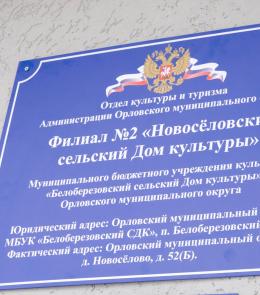 Отдел культуры и туризма
Администрации Орловского муниципального
Филиал №2 «Новосёловски
сельский Дом культуры»
Муниципального бюджетного учреждения куль
«Белоберезовский сельский Дом культуры»
Орловского муниципального округа
Юридический адрес: Орловский муниципальный
МБУК «Белоберезовский СДК», п. Белоберезовский
Фактический адрес: Орловский муниципальный о
д. Новосёлово, д. 52(Б).